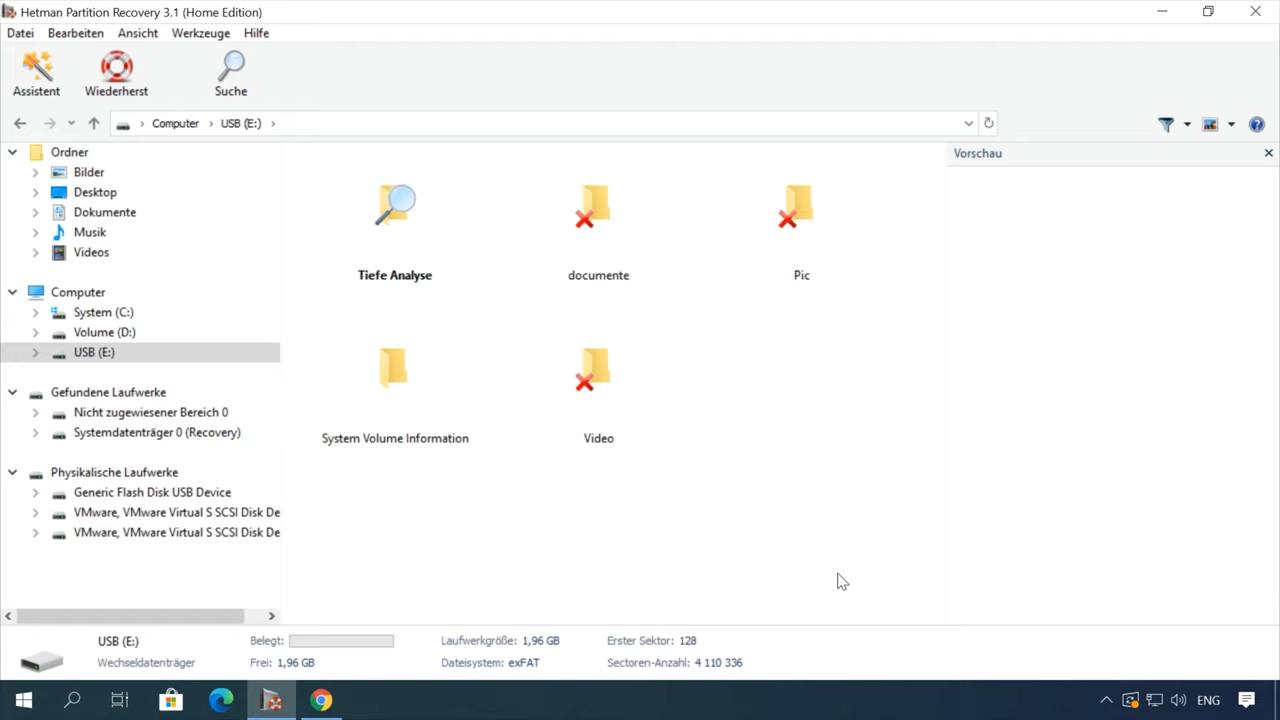 Hetman Partition Recovery 3.1 (Home Edition)
Datei Bearbeiten Ansicht Werkzeuge Hilfe
Assistent Wiederherst Suche
Computer USB (E:)
Ordner
Bilder
Desktop
Dokumente
Musik
Videos
Computer
System (C:)
Volume (D:)
USB (E:)
Gefundene Laufwerke
Nicht zugewiesener Bereich 0
Systemdatenträger 0 (Recovery)
Physikalische Laufwerke
Generic Flash Disk USB Device
VMware, VMware Virtual S SCSI Disk De
VMware, VMware Virtual S SCSI Disk De
Tiefe Analyse documente Pic
System Volume Information Video
Vorschau
USB (E:) Belegt: Laufwerkgröße: 1,96 GB Erster Sektor: 128
Wechseldatenträger Frei: 1,96 GB Dateisystem: exFAT Sectoren-Anzahl: 4 110 336
ENG